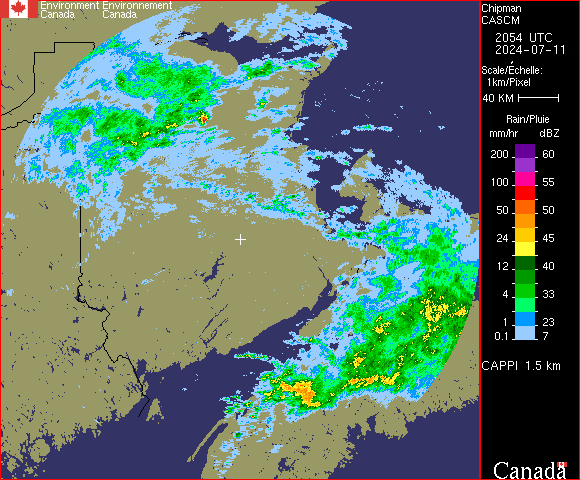 Environment Environnement
Canada Canada
Chipman
CASCM
2054 UTC
2024-07-11
Scale/Échelle:
1km/Pixel
40 KM
Rain/Pluie
mm/hr dBZ
200 60
100 55
50 50
24 45
12 40
4 33
1 23
0.1 7
CAPPI 1.5 km
Canada